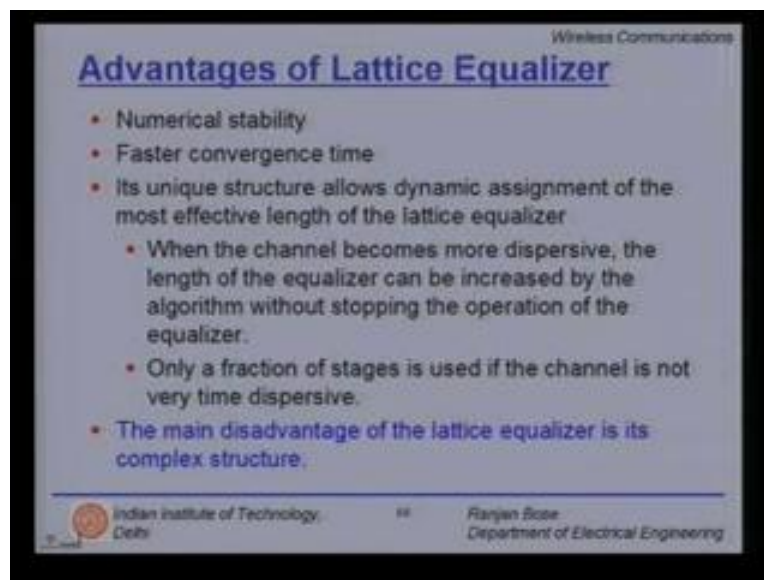 Wireless Communications
Advantages of Lattice Equalizer
• Numerical stability
• Faster convergence time
• Its unique structure allows dynamic assignment of the
most effective length of the lattice equalizer
• When the channel becomes more dispersive, the
length of the equalizer can be increased by the
algorithm without stopping the operation of the
equalizer.
• Only a fraction of stages is used if the channel is not
very time dispersive.
• The main disadvantage of the lattice equalizer is its
complex structure.
Indian Institute of Technology,
Delhi
Ranjan Bose
Department of Electrical Engineering